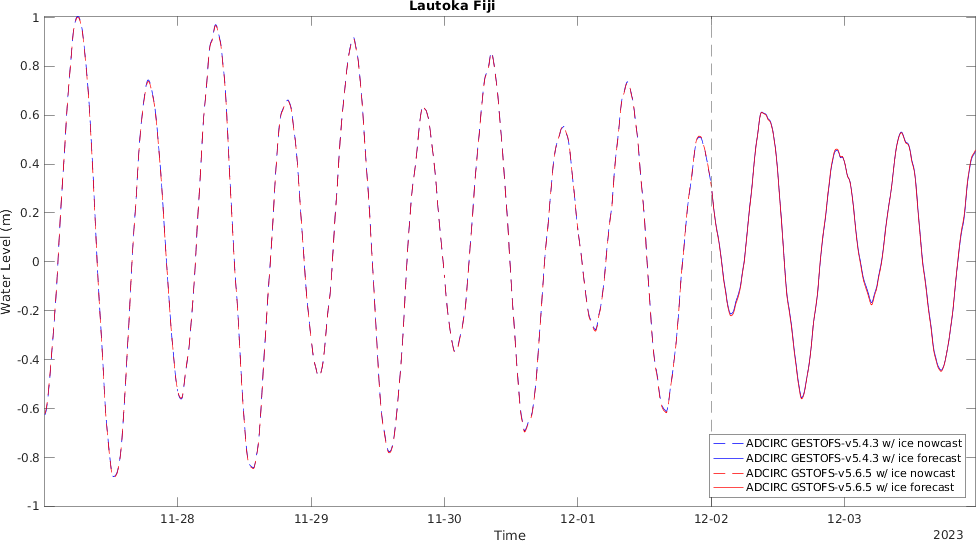 Lautoka Fiji
1
0.8
0.6
0.4
0.2
0
-0.2
-0.4
-0.6
-0.8
-1
Water Level (m)
11-28 11-29 11-30 12-01 12-02 12-03
Time
2023
ADCIRC GESTOFS-v5.4.3 w/ ice nowcast
ADCIRC GESTOFS-v5.4.3 w/ ice forecast
ADCIRC GSTOFS-v5.6.5 w/ ice nowcast
ADCIRC GSTOFS-v5.6.5 w/ ice forecast